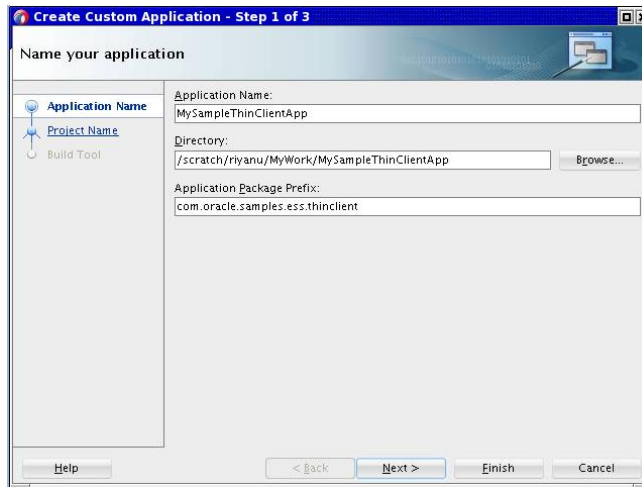 Create Custom Application - Step 1 of 3
Name your application
Application Name
Project Name
Build Tool
Application Name:
MySampleThinClientApp
Directory:
/scratch/riyanu/MyWork/MySampleThinClientApp
Browse...
Application Package Prefix:
com.oracle.samples.ess.thinclient
Help
< Back
Next >
Finish
Cancel